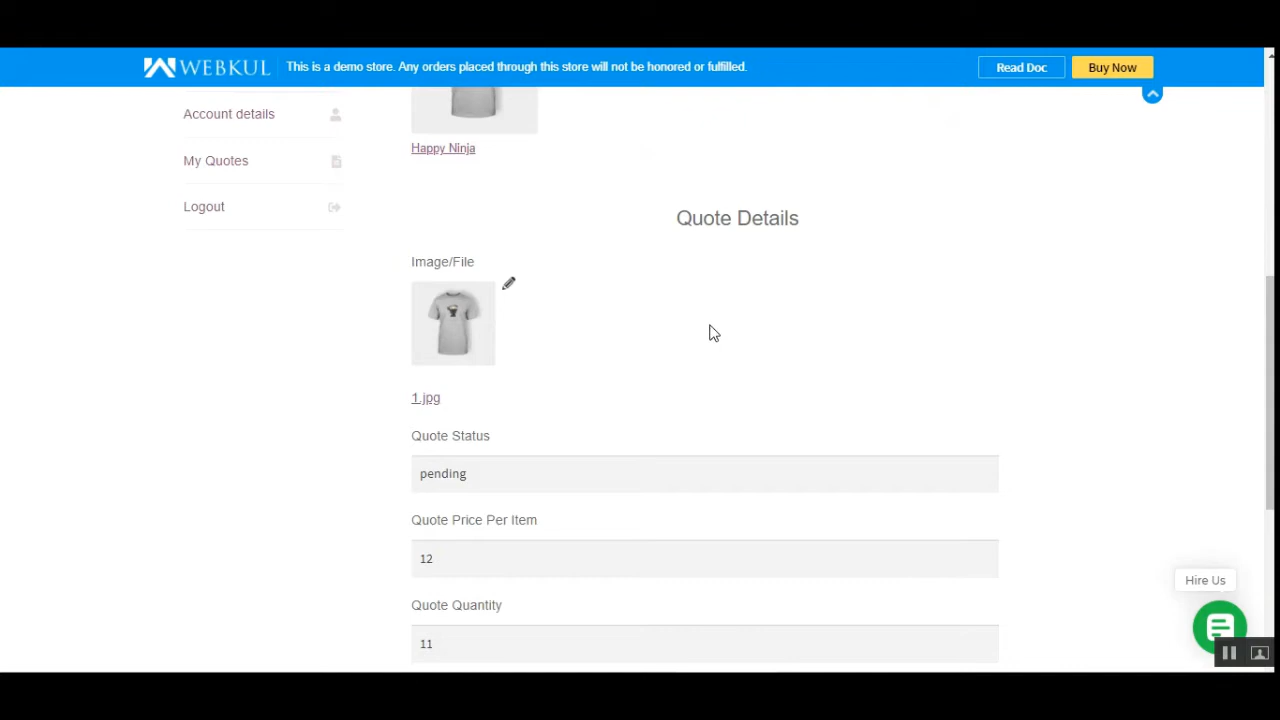 WEBKUL
This is a demo store. Any orders placed through this store will not be honored or fulfilled.
Read Doc
Buy Now
Account details
My Quotes
Logout
Happy Ninja
Quote Details
Image/File
1.jpg
Quote Status
pending
Quote Price Per Item
12
Quote Quantity
11
Hire Us